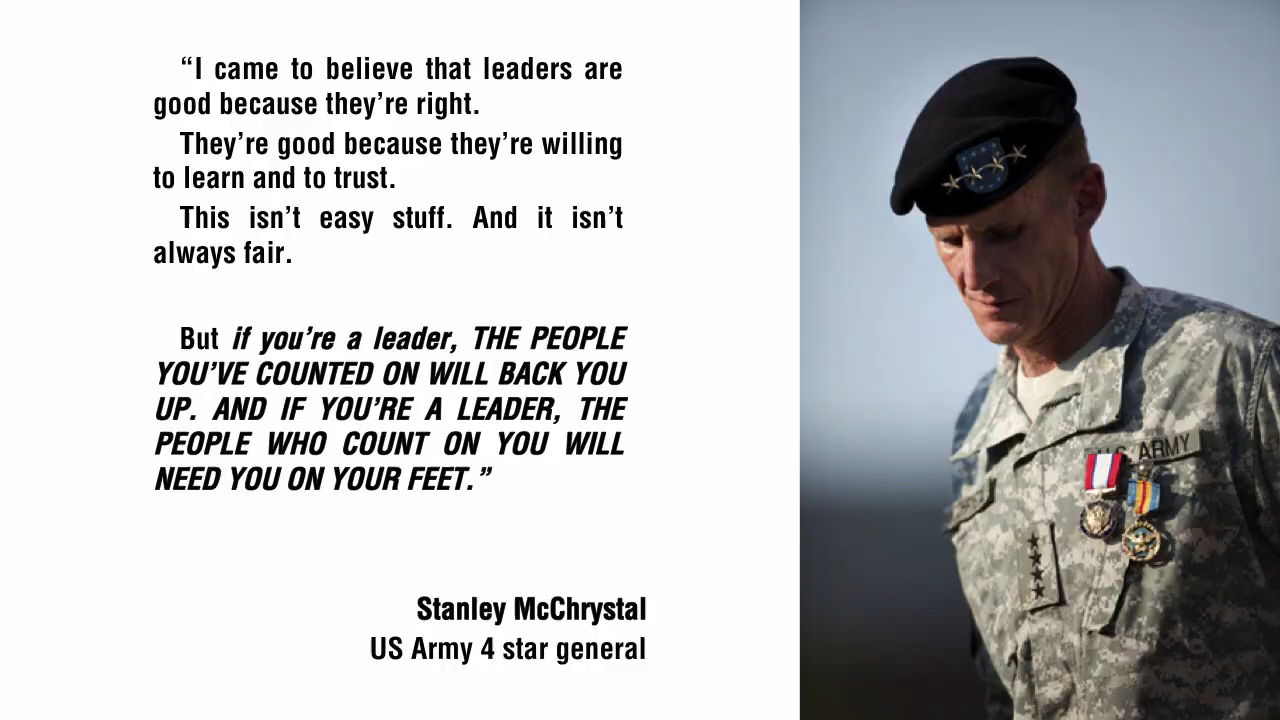 “I came to believe that leaders are
good because they’re right.
They’re good because they’re willing
to learn and to trust.
This isn’t easy stuff. And it isn’t
always fair.
But if you’re a leader, THE PEOPLE
YOU’VE COUNTED ON WILL BACK YOU
UP. AND IF YOU’RE A LEADER, THE
PEOPLE WHO COUNT ON YOU WILL
NEED YOU ON YOUR FEET.”
Stanley McChrystal
US Army 4 star general
U.S. ARMY